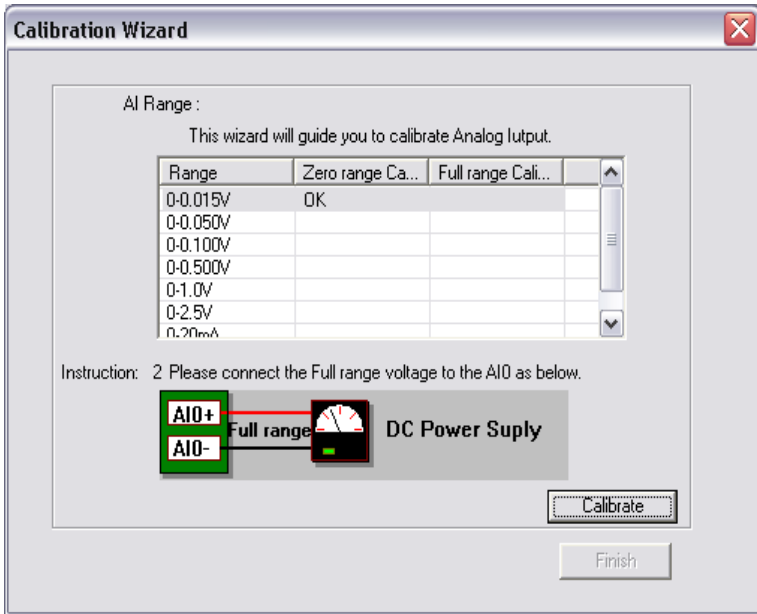 Calibration Wizard
AI Range :
This wizard will guide you to calibrate Analog Iutput.
Range Zero range Ca... Full range Cali...
0-0.015V OK
0-0.050V
0-0.100V
0-0.500V
0-1.0V
0-2.5V
0-20mA
Instruction: 2 Please connect the Full range voltage to the AI0 as below.
AI0+
Full range DC Power Suply
AI0-
Calibrate
Finish